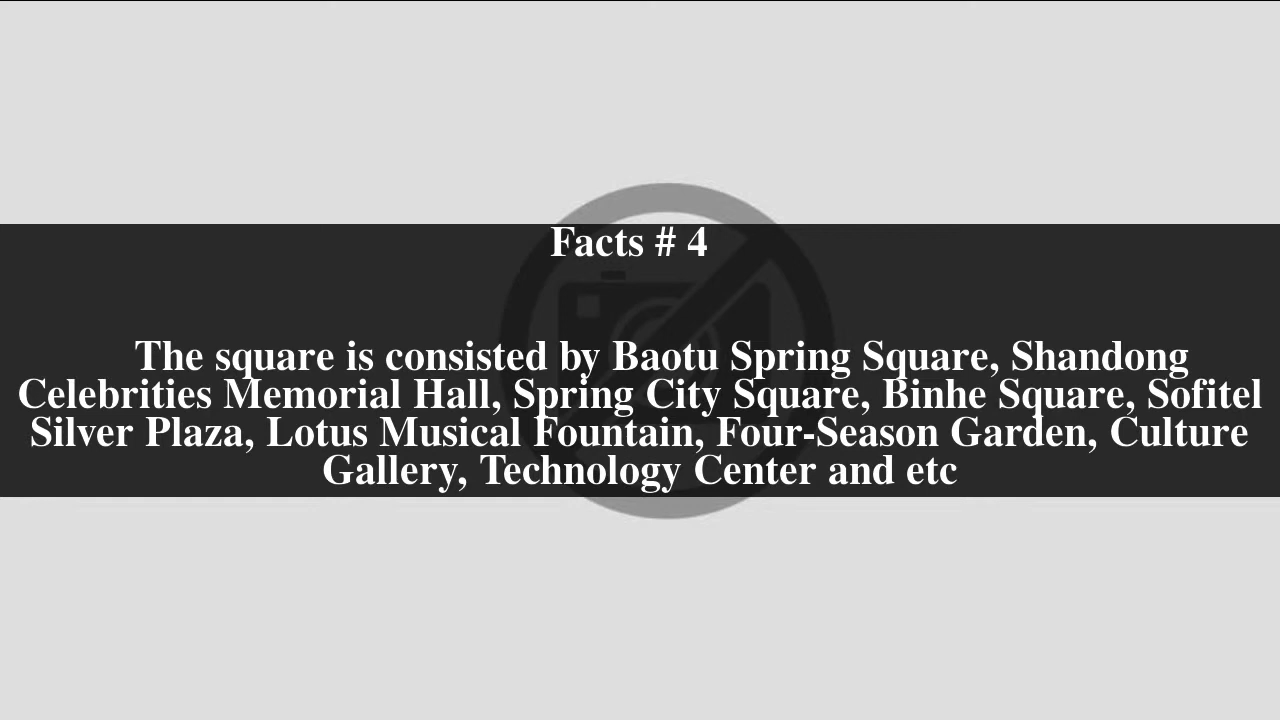 Facts # 4
The square is consisted by Baotu Spring Square, Shandong
Celebrities Memorial Hall, Spring City Square, Binhe Square, Sofitel
Silver Plaza, Lotus Musical Fountain, Four-Season Garden, Culture
Gallery, Technology Center and etc